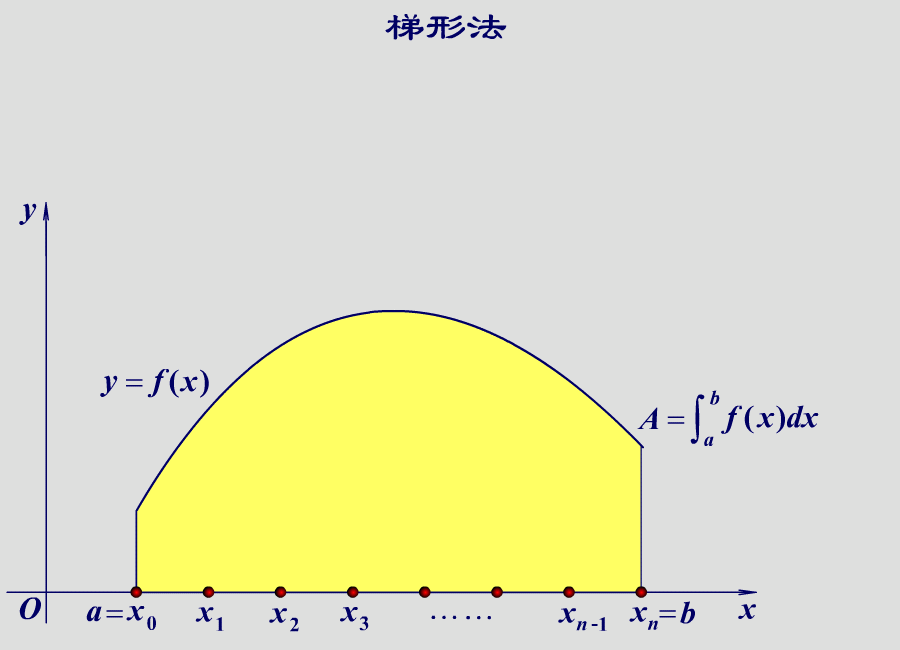 梯形法
y
y = f(x)
A = ∫_a^b f(x)dx
O
a = x_0
x_1
x_2
x_3
……
x_{n-1}
x_n = b
x